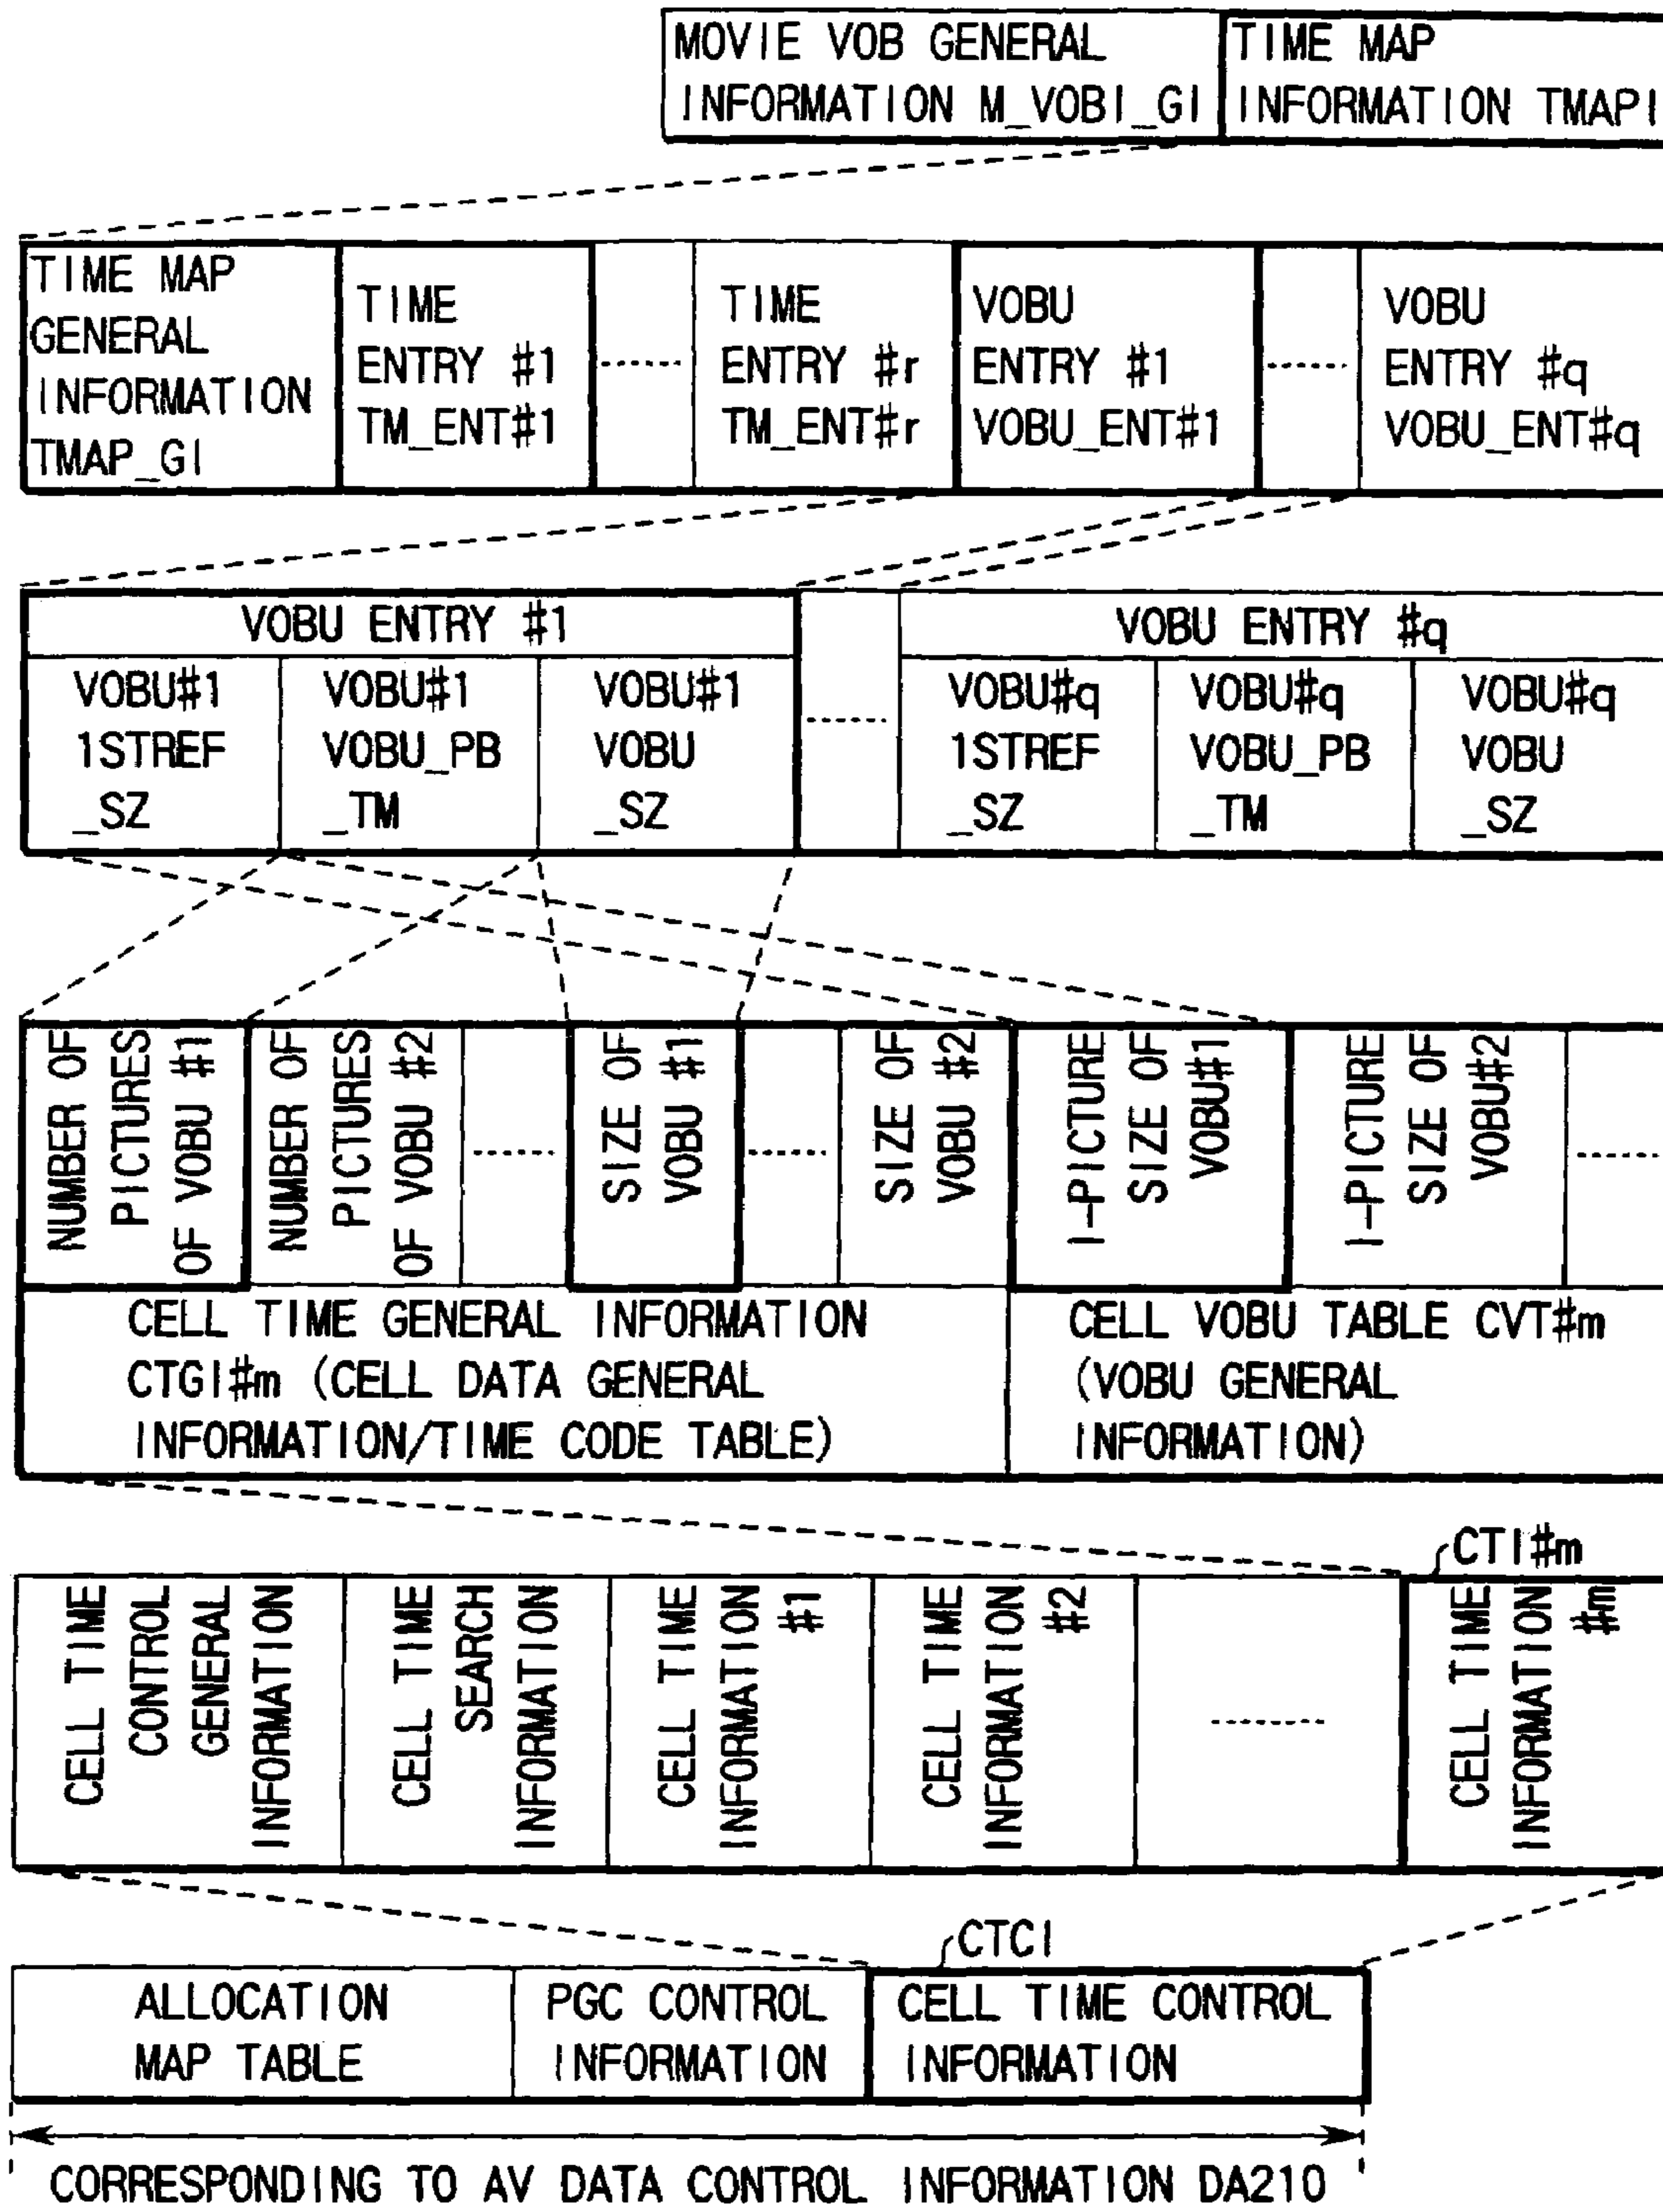 MOVIE VOB GENERAL
INFORMATION M_VOBI_GI
TIME MAP
INFORMATION TMAPI
TIME MAP
GENERAL
INFORMATION
TMAP_GI
TIME
ENTRY #1
TM_ENT#1
........
TIME
ENTRY #r
TM_ENT#r
VOBU
ENTRY #1
VOBU_ENT#1
........
VOBU
ENTRY #q
VOBU_ENT#q
VOBU ENTRY #1
VOBU#1
1STREF
_SZ
VOBU#1
VOBU_PB
_TM
VOBU#1
VOBU
_SZ
........
VOBU ENTRY #q
VOBU#q
1STREF
_SZ
VOBU#q
VOBU_PB
_TM
VOBU#q
VOBU
_SZ
NUMBER OF
PICTURES
OF VOBU #1
NUMBER OF
PICTURES
OF VOBU #2
........
SIZE OF
VOBU #1
........
SIZE OF
VOBU #2
I-PICTURE
SIZE OF
VOBU#1
I-PICTURE
SIZE OF
VOBU#2
........
CELL TIME GENERAL INFORMATION
CTGI#m (CELL DATA GENERAL
INFORMATION/TIME CODE TABLE)
CELL VOBU TABLE CVT#m
(VOBU GENERAL
INFORMATION)
CTI#m
CELL TIME
CONTROL
GENERAL
INFORMATION
CELL TIME
SEARCH
INFORMATION
CELL TIME
INFORMATION
#1
CELL TIME
INFORMATION
#2
..........
CELL TIME
INFORMATION
#m
CTCI
ALLOCATION
MAP TABLE
PGC CONTROL
INFORMATION
CELL TIME CONTROL
INFORMATION
CORRESPONDING TO AV DATA CONTROL INFORMATION DA210